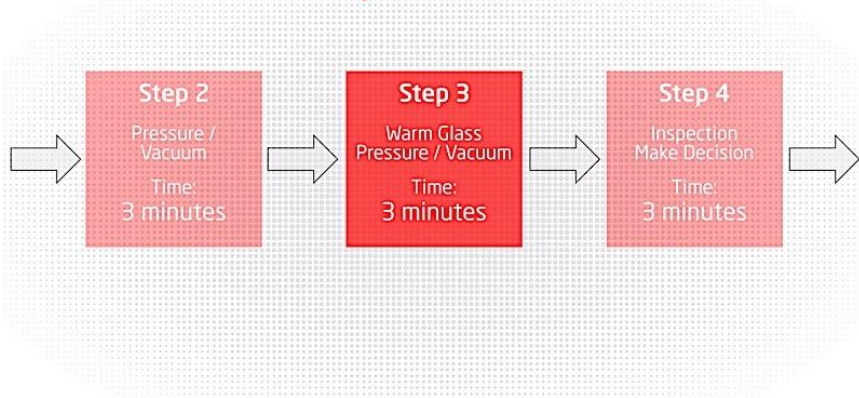 Step 2
Pressure /
Vacuum
Time:
3 minutes
Step 3
Warm Glass
Pressure / Vacuum
Time:
3 minutes
Step 4
Inspection
Make Decision
Time:
3 minutes